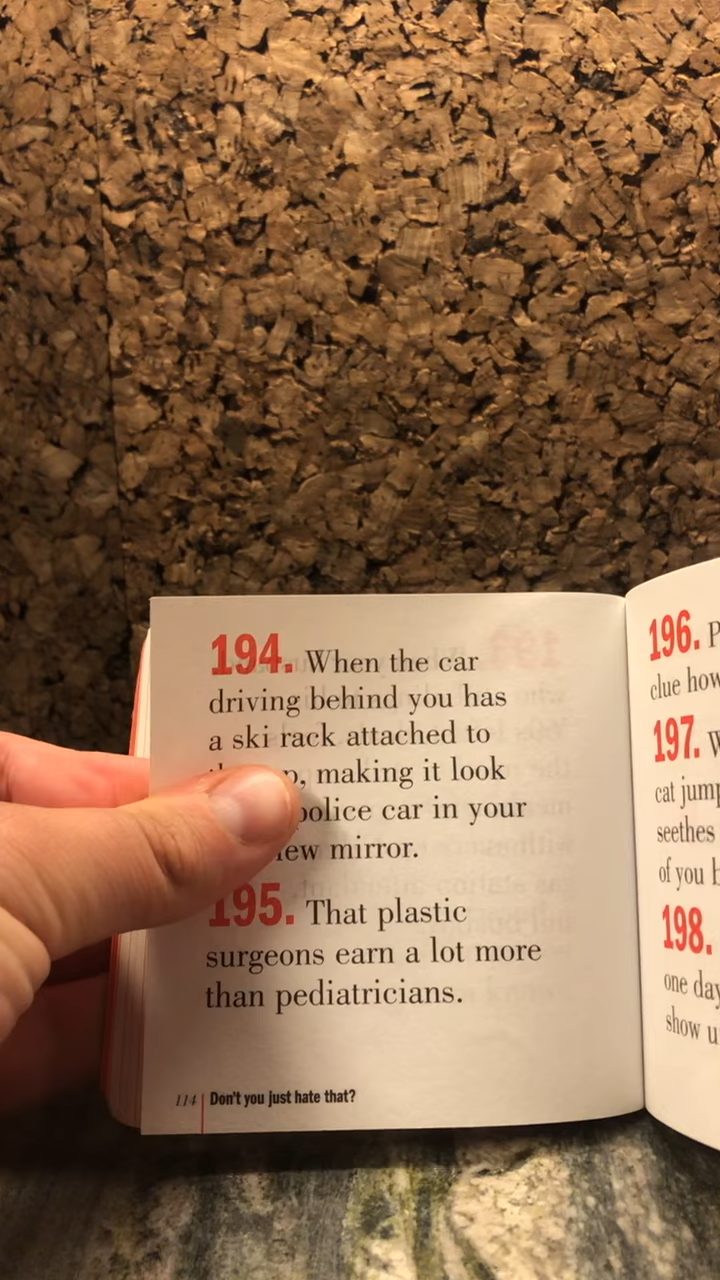 194. When the car
driving behind you has
a ski rack attached to
making it look
police car in your
mirror.
195. That plastic
surgeons earn a lot more
than pediatricians.
114 Don't you just hate that?
196.
clue how
197.
cat jump
seethes
of you
198.
one day
show